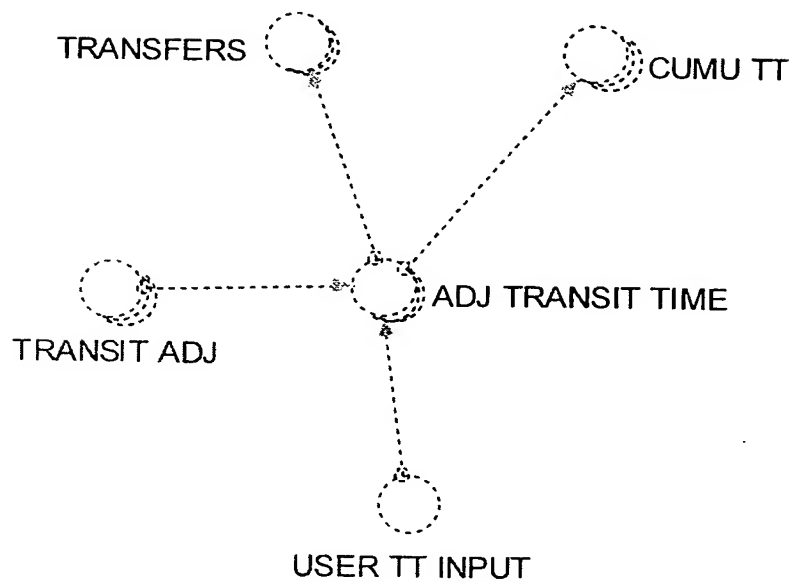 TRANSFERS
CUMU TT
ADJ TRANSIT TIME
TRANSIT ADJ
USER TT INPUT